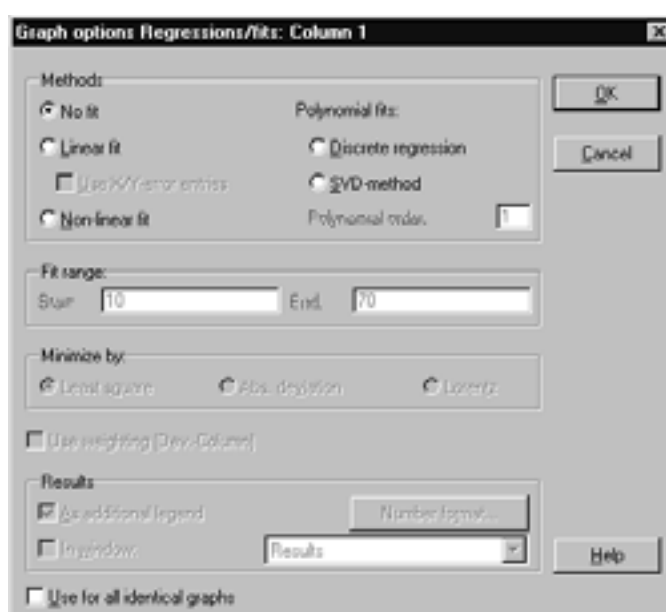 Graph options Regressions/fits: Column 1
Methods
No fit
Polynomial fits:
OK
Linear fit
Discrete regression
Cancel
Use X/Y-error entries
SVD-method
Non-linear fit
Polynomial order:
1
Fit range:
Start
10
End:
70
Minimize by:
Least square
Abs. deviation
Lorentz
Use weighting (Dev.-Column)
Results
As additional legend
Number format...
In window:
Results
Help
Use for all identical graphs